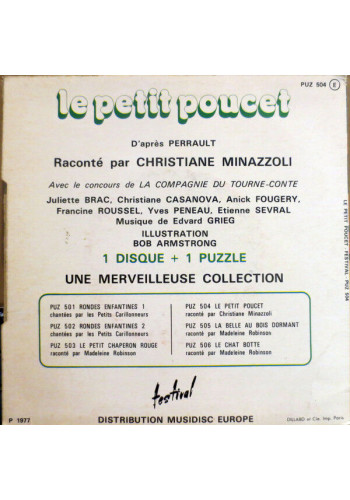 PUZ 504 E
le petit poucet
D'après PERRAULT
Raconté par CHRISTIANE MINAZZOLI
Avec le concours de LA COMPAGNIE DU TOURNE-CONTE
Juliette BRAC, Christiane CASANOVA, Anick FOUGERY,
Francine ROUSSEL, Yves PENEAU, Etienne SEVRAL
Musique de Edvard GRIEG
ILLUSTRATION
BOB ARMSTRONG
1 DISQUE + 1 PUZZLE
UNE MERVEILLEUSE COLLECTION
PUZ 501 RONDES ENFANTINES 1
chantées par les Petits Carillonneurs
PUZ 502 RONDES ENFANTINES 2
chantées par les Petits Carillonneurs
PUZ 503 LE PETIT CHAPERON ROUGE
raconté par Madeleine Robinson
PUZ 504 LE PETIT POUCET
raconté par Christiane Minazzoli
PUZ 505 LA BELLE AU BOIS DORMANT
raconté par Madeleine Robinson
PUZ 506 LE CHAT BOTTE
raconté par Madeleine Robinson
festival
P 1977
DISTRIBUTION MUSIDISC EUROPE
DILLARD et Cie. Imp. Paris
LE PETIT POUCET FESTIVAL PUZ 504